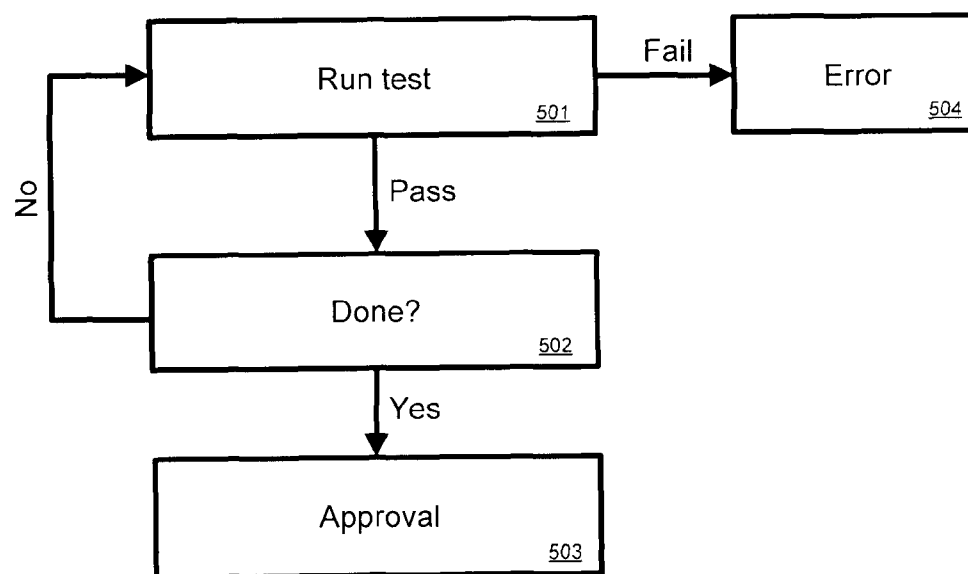 Run test
501
Fail
Error
504
No
Pass
Done?
502
Yes
Approval
503